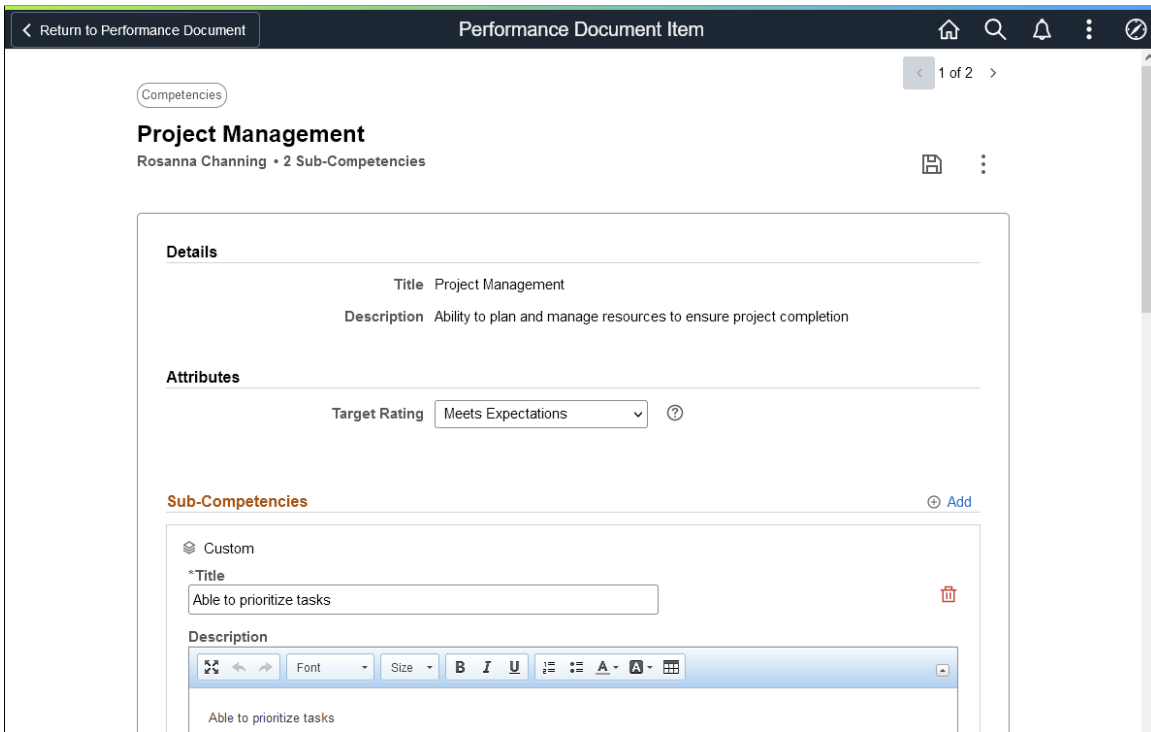 Return to Performance Document
Performance Document Item
1 of 2
Competencies
Project Management
Rosanna Channing • 2 Sub-Competencies
Details
Title Project Management
Description Ability to plan and manage resources to ensure project completion
Attributes
Target Rating Meets Expectations
Sub-Competencies
Add
Custom
*Title
Able to prioritize tasks
Description
Font Size B I U A A
Able to prioritize tasks